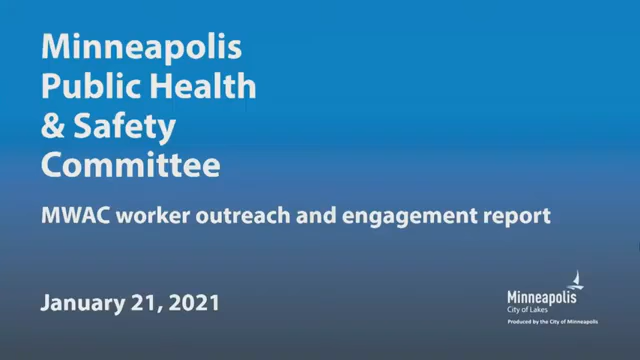 Minneapolis
Public Health
& Safety
Committee
MWAC worker outreach and engagement report
January 21, 2021
Minneapolis
City of Lakes
Produced by the City of Minneapolis